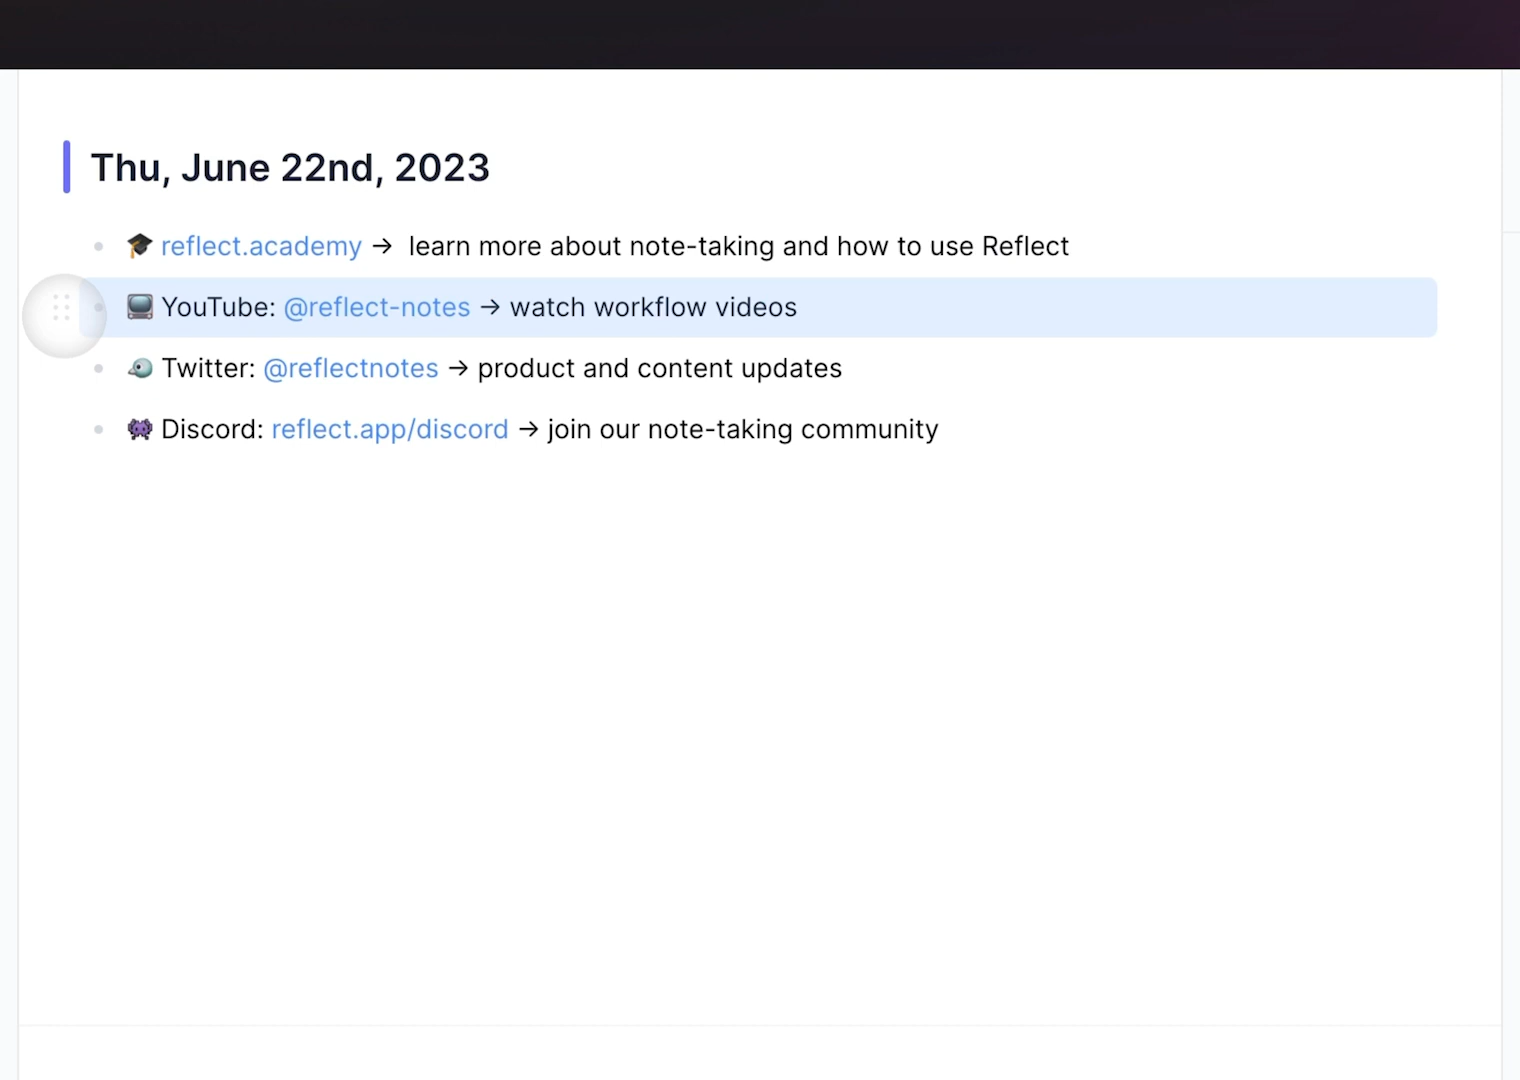 Thu, June 22nd, 2023
🎓 reflect.academy → learn more about note-taking and how to use Reflect
📺 YouTube: @reflect-notes → watch workflow videos
🐦 Twitter: @reflectnotes → product and content updates
👾 Discord: reflect.app/discord → join our note-taking community